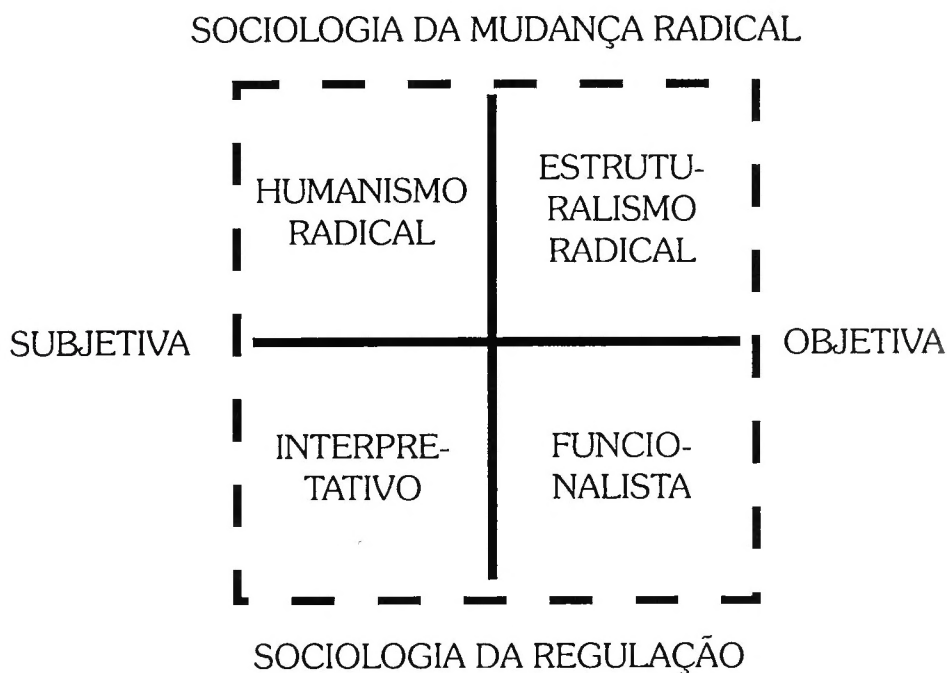 SOCIOLOGIA DA MUDANÇA RADICAL
HUMANISMO
RADICAL
ESTRUTU-
RALISMO
RADICAL
SUBJETIVA
OBJETIVA
INTERPRE-
TATIVO
FUNCIO-
NALISTA
SOCIOLOGIA DA REGULAÇÃO